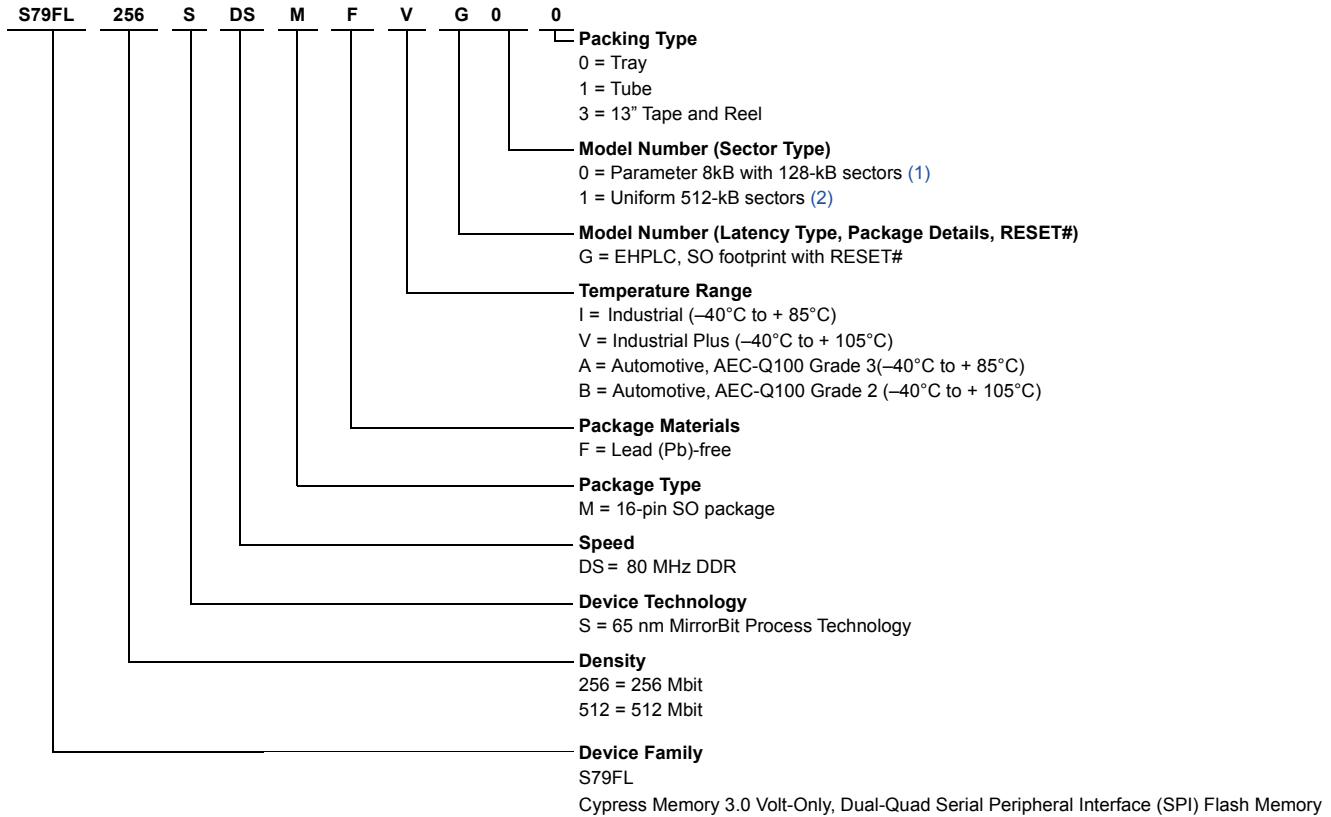 S79FL 256 S DS M F V G 0 0
Packing Type
0 = Tray
1 = Tube
3 = 13” Tape and Reel
Model Number (Sector Type)
0 = Parameter 8kB with 128-kB sectors (1)
1 = Uniform 512-kB sectors (2)
Model Number (Latency Type, Package Details, RESET#)
G = EHPLC, SO footprint with RESET#
Temperature Range
I = Industrial (–40°C to + 85°C)
V = Industrial Plus (–40°C to + 105°C)
A = Automotive, AEC-Q100 Grade 3(–40°C to + 85°C)
B = Automotive, AEC-Q100 Grade 2 (–40°C to + 105°C)
Package Materials
F = Lead (Pb)-free
Package Type
M = 16-pin SO package
Speed
DS = 80 MHz DDR
Device Technology
S = 65 nm MirrorBit Process Technology
Density
256 = 256 Mbit
512 = 512 Mbit
Device Family
S79FL
Cypress Memory 3.0 Volt-Only, Dual-Quad Serial Peripheral Interface (SPI) Flash Memory